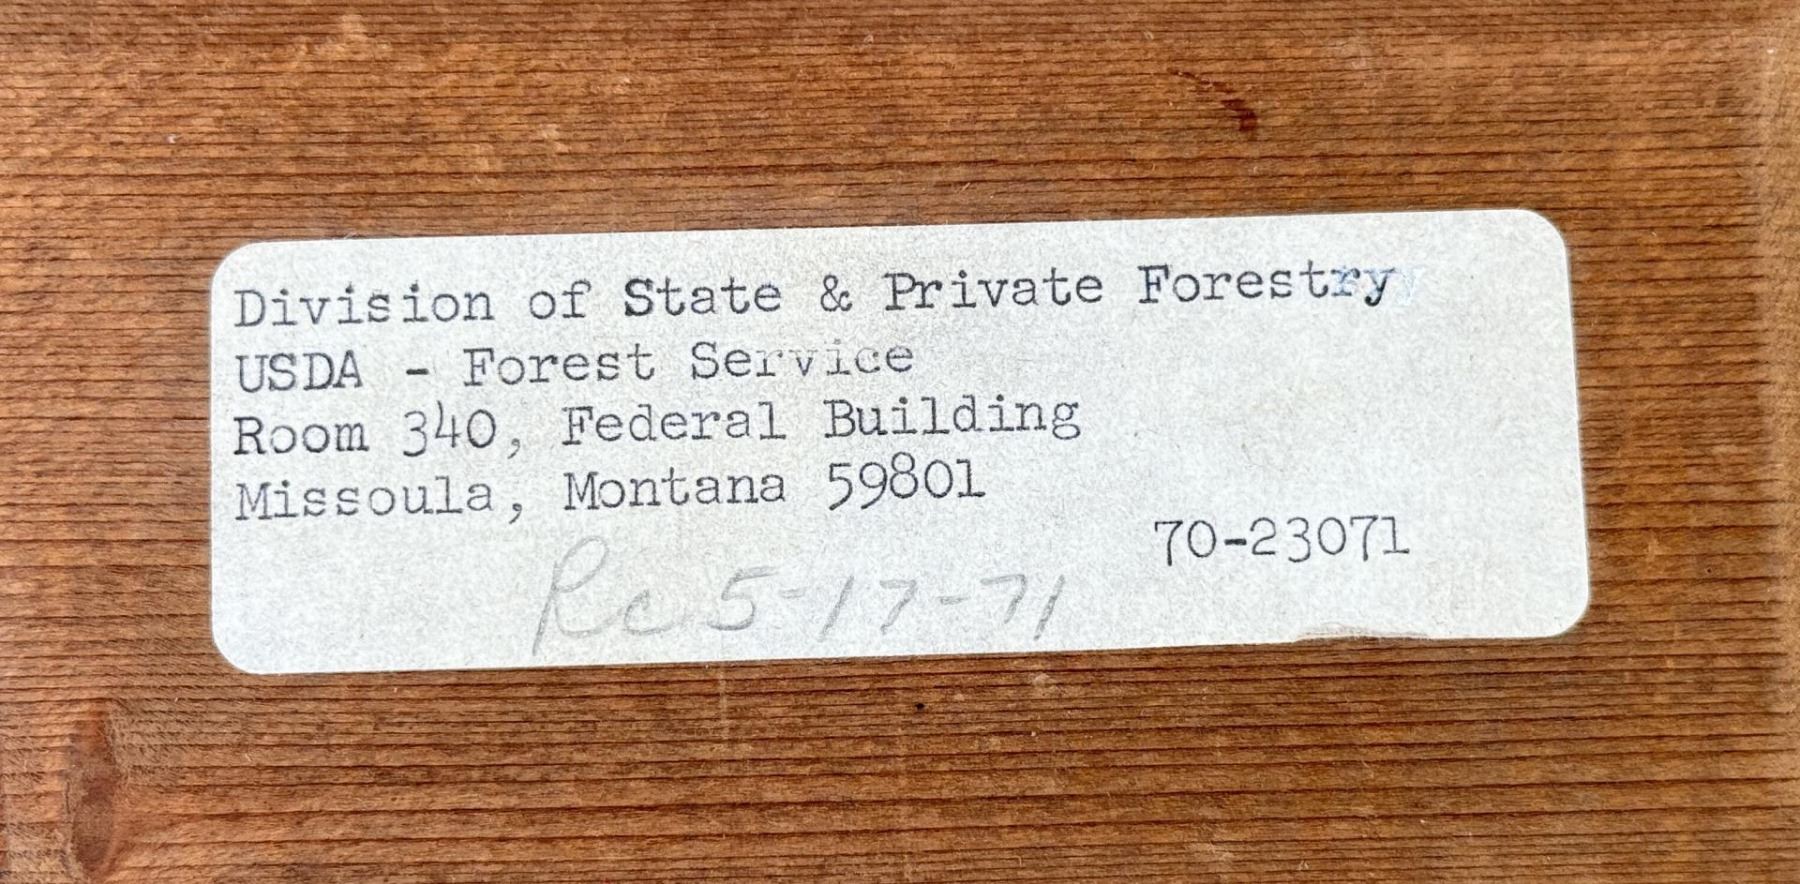 Division of State & Private Forestry
USDA - Forest Service
Room 340, Federal Building
Missoula, Montana 59801
70-23071
Rc 5-17-71